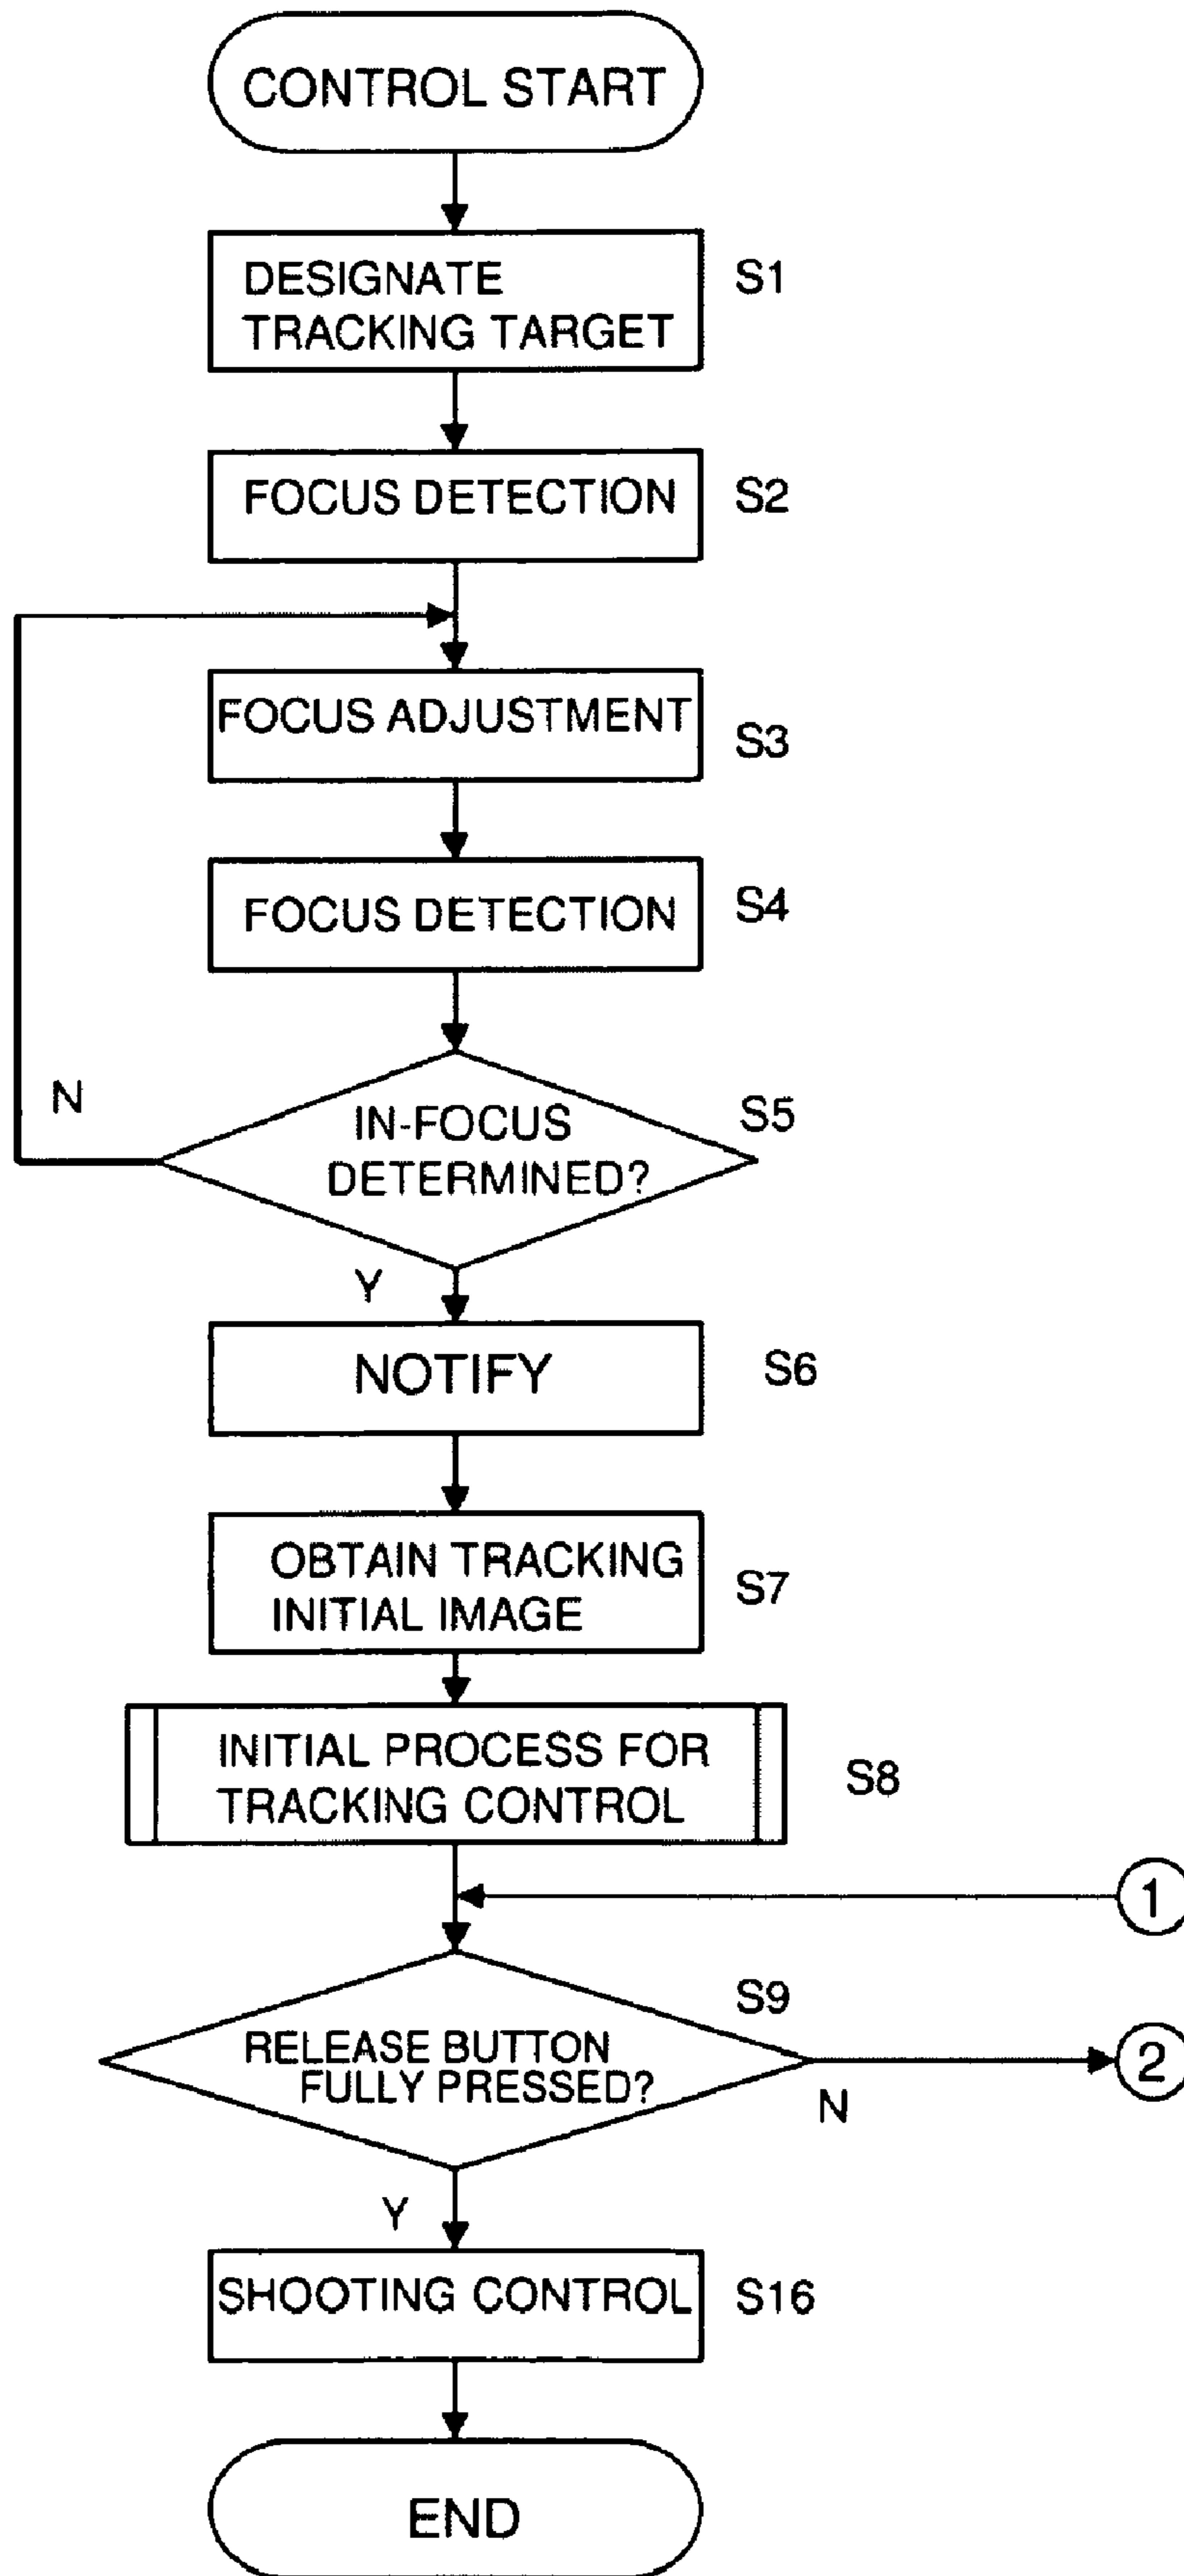 CONTROL START
DESIGNATE
TRACKING TARGET
S1
FOCUS DETECTION
S2
FOCUS ADJUSTMENT
S3
FOCUS DETECTION
S4
N
IN-FOCUS
DETERMINED?
S5
Y
NOTIFY
S6
OBTAIN TRACKING
INITIAL IMAGE
S7
INITIAL PROCESS FOR
TRACKING CONTROL
S8
1
S9
RELEASE BUTTON
FULLY PRESSED?
2
N
Y
SHOOTING CONTROL
S16
END